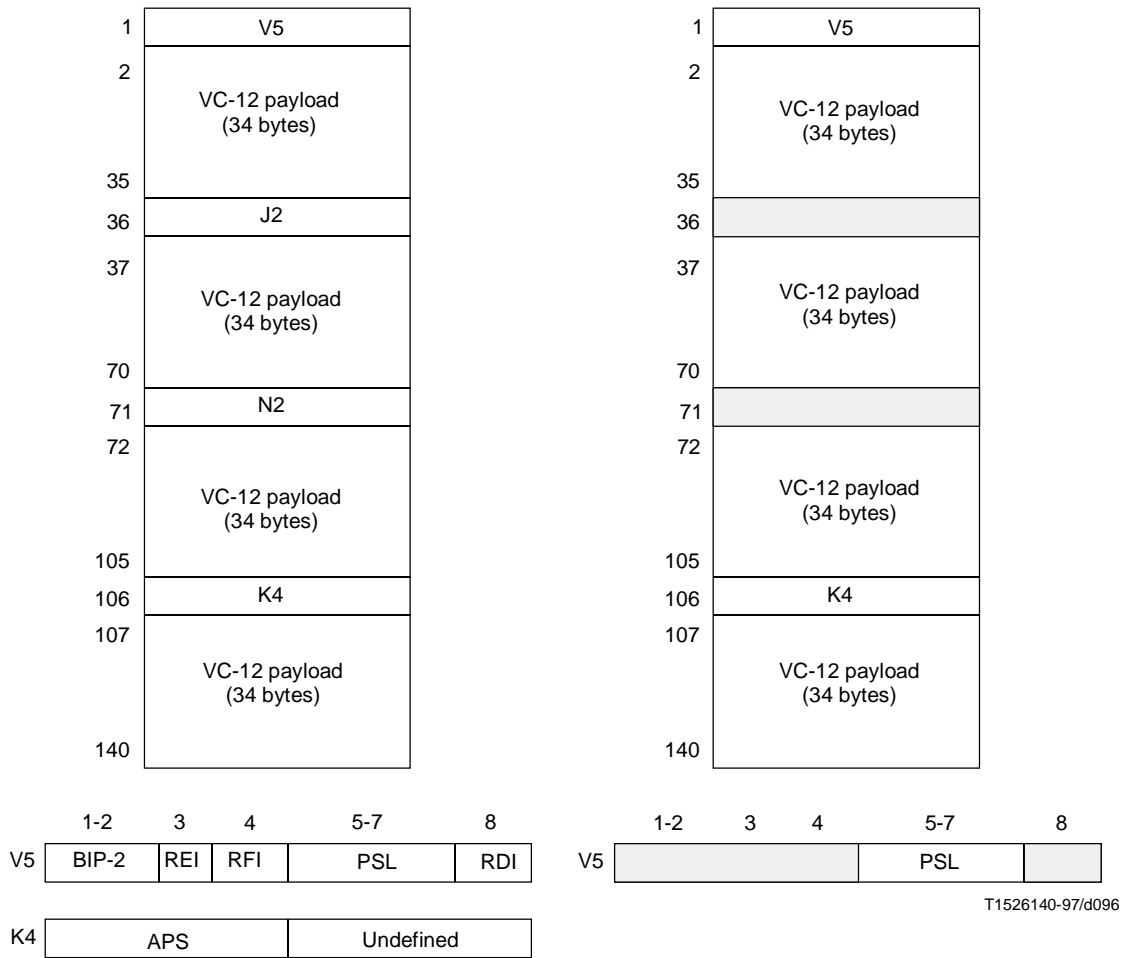 1 V5
2
VC-12 payload
(34 bytes)
35
36 J2
37
VC-12 payload
(34 bytes)
70
71 N2
72
VC-12 payload
(34 bytes)
105
106 K4
107
VC-12 payload
(34 bytes)
140
1 V5
2
VC-12 payload
(34 bytes)
35
36
37
VC-12 payload
(34 bytes)
70
71
72
VC-12 payload
(34 bytes)
105
106 K4
107
VC-12 payload
(34 bytes)
140
1-2 3 4 5-7 8
V5 BIP-2 REI RFI PSL RDI
K4 APS Undefined
1-2 3 4 5-7 8
V5 PSL
T1526140-97/d096